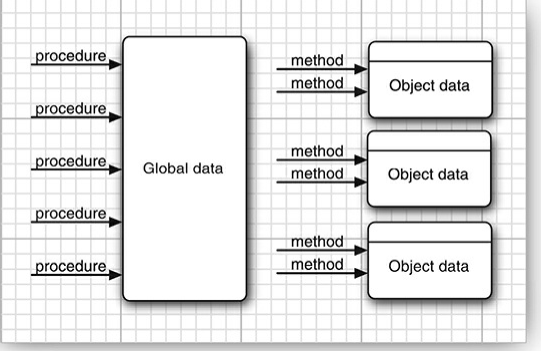 procedure
procedure
procedure
procedure
procedure
Global data
method
method
Object data
method
method
Object data
method
method
Object data